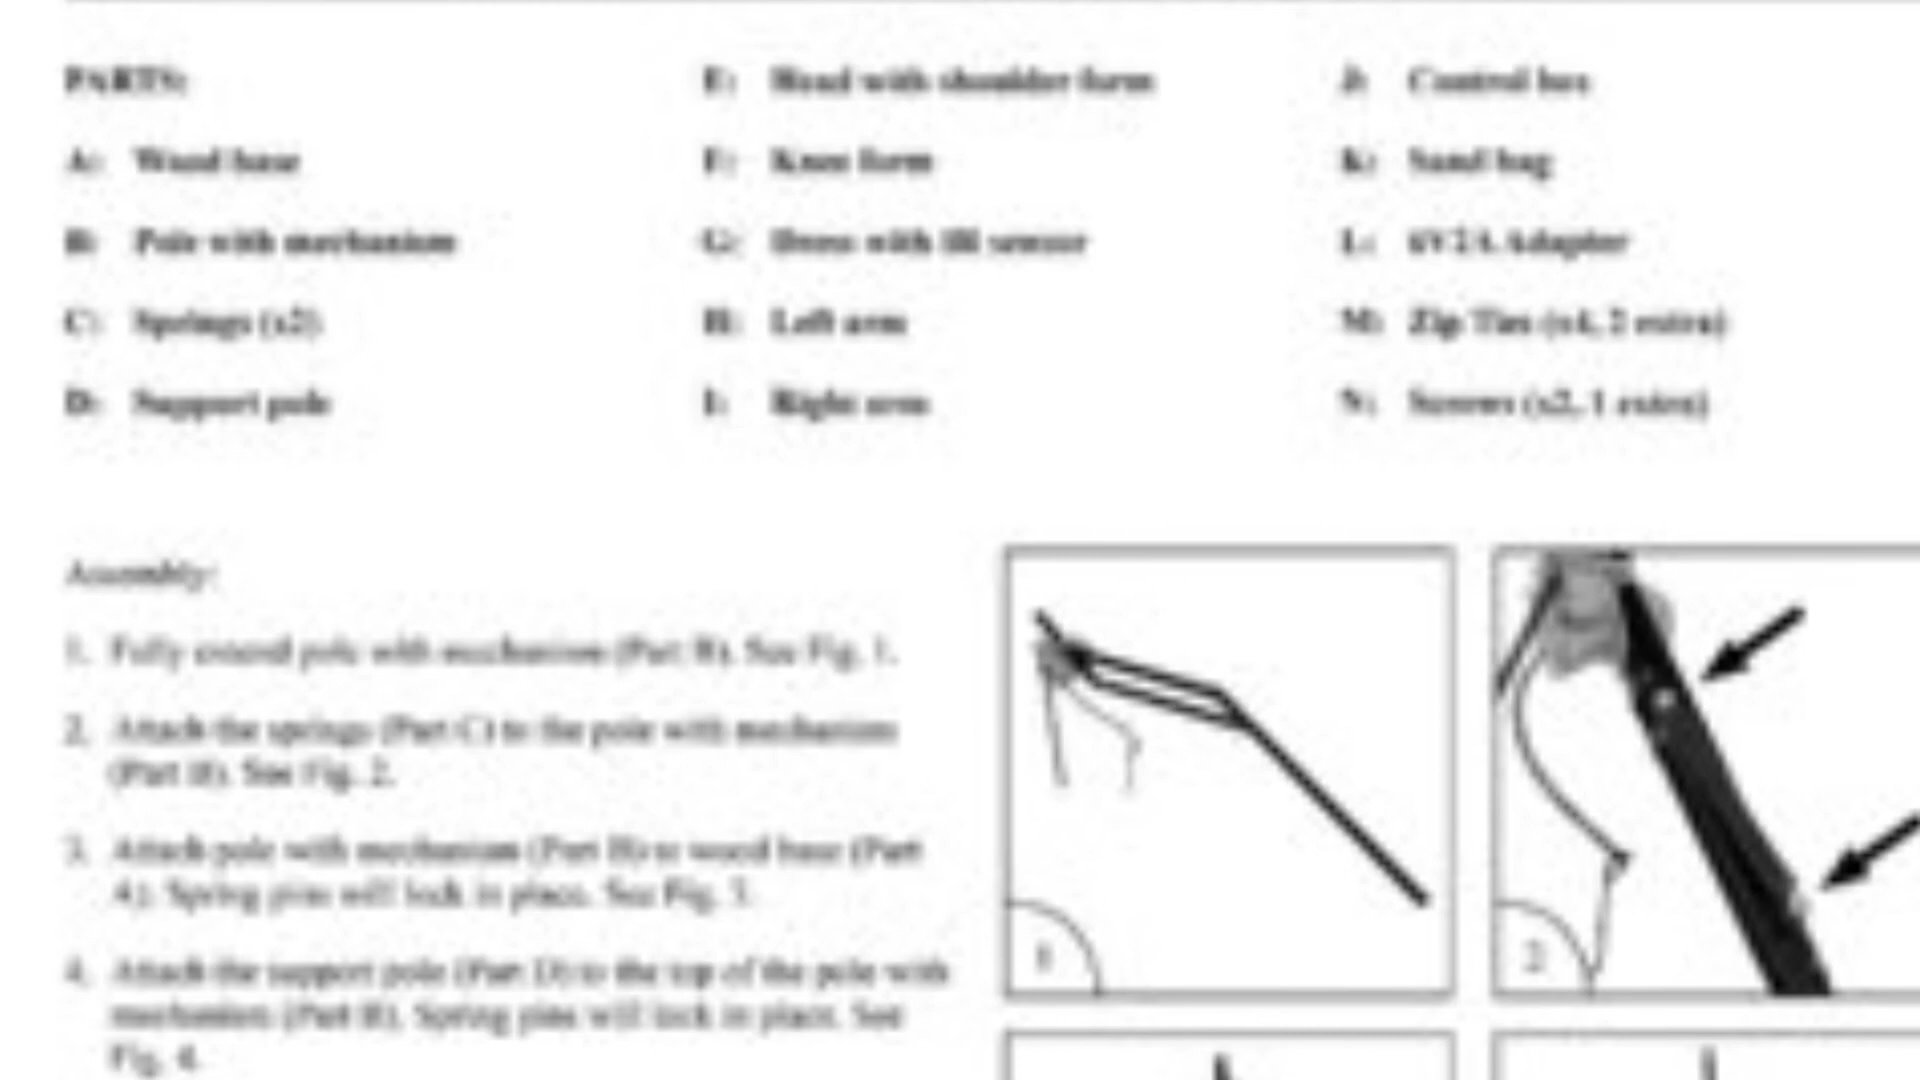 PARTS:
A: Wood base
B: Pole with mechanism
C: Springs (x2)
D: Support pole
E: Head with shoulder form
F: Knee form
G: Dress with IR sensor
H: Left arm
I: Right arm
J: Control box
K: Sand bag
L: 6V2A Adapter
M: Zip Ties (x4, 2 extra)
N: Screws (x2, 1 extra)
Assembly:
1. Fully extend pole with mechanism (Part B). See Fig. 1.
2. Attach the springs (Part C) to the pole with mechanism
(Part B). See Fig. 2.
3. Attach pole with mechanism (Part B) to wood base (Part
A). Spring pins will lock in place. See Fig. 3.
4. Attach the support pole (Part D) to the top of the pole with
mechanism (Part B). Spring pins will lock in place. See
Fig. 4.
1
2